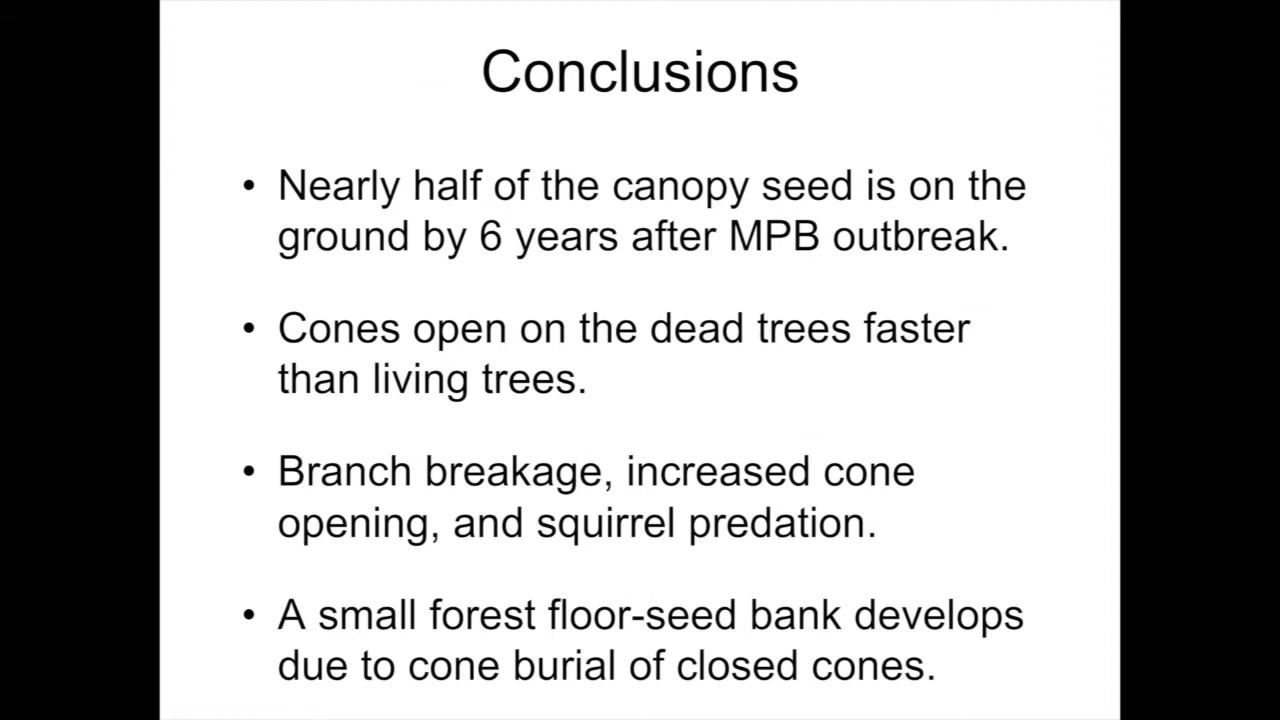 Conclusions
• Nearly half of the canopy seed is on the
ground by 6 years after MPB outbreak.
• Cones open on the dead trees faster
than living trees.
• Branch breakage, increased cone
opening, and squirrel predation.
• A small forest floor-seed bank develops
due to cone burial of closed cones.